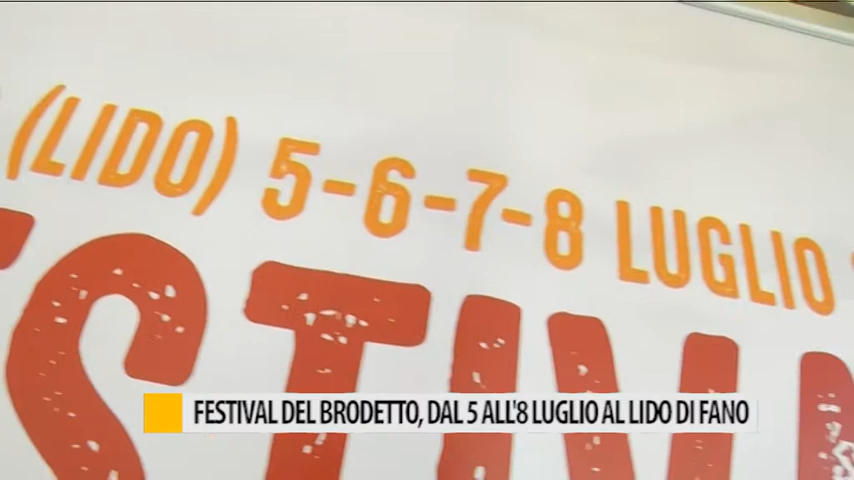 (LIDO) 5-6-7-8 LUGLIO
FESTIVAL DEL BRODETTO, DAL 5 ALL'8 LUGLIO AL LIDO DI FANO